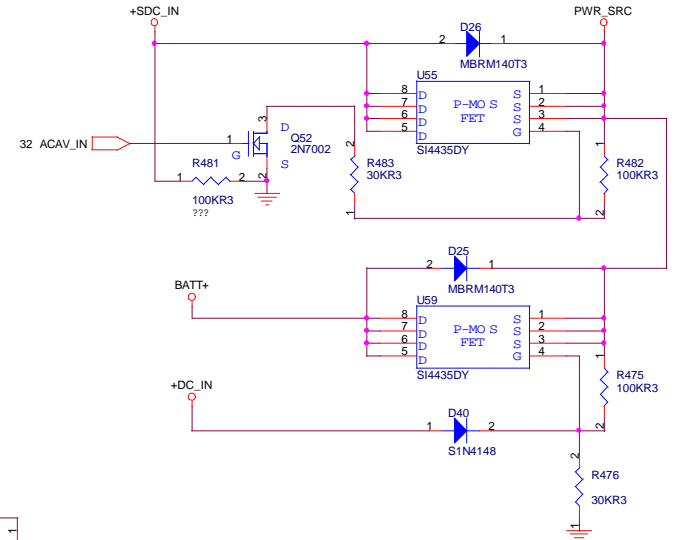 +SDC_IN
PWR_SRC
D26
2
1
MBRM140T3
U55
8 D S 1
7 D P-MOS S 2
6 D FET S 3
5 D G 4
SI4435DY
32 ACAV_IN
3
D
1
Q52
2N7002
G
S
2
R481
1 2
100KR3
???
2
R483
30KR3
1
1
R482
100KR3
2
D25
2
1
MBRM140T3
BATT+
U59
8 D S 1
7 D P-MOS S 2
6 D FET S 3
5 D G 4
SI4435DY
1
R475
100KR3
2
+DC_IN
D40
1
2
S1N4148
2
R476
30KR3
1
1